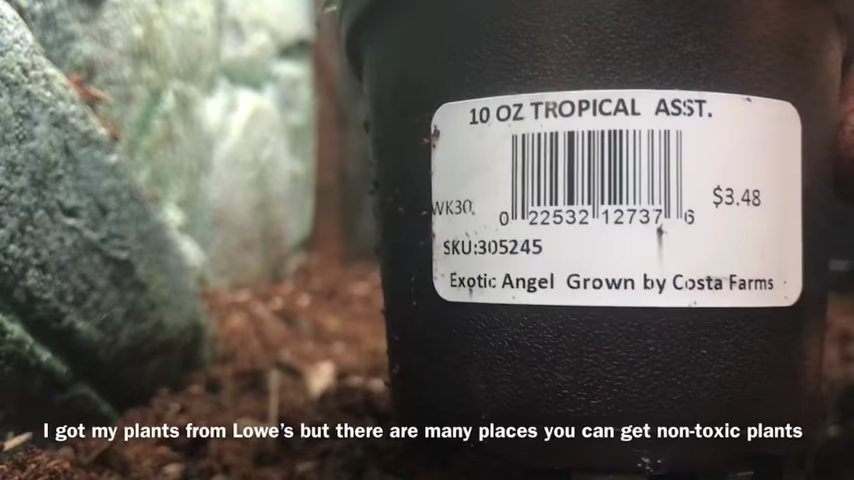 10 OZ TROPICAL ASST.
WK30
$3.48
0 22532 12737 6
SKU:305245
Exotic Angel Grown by Costa Farms
I got my plants from Lowe's but there are many places you can get non-toxic plants